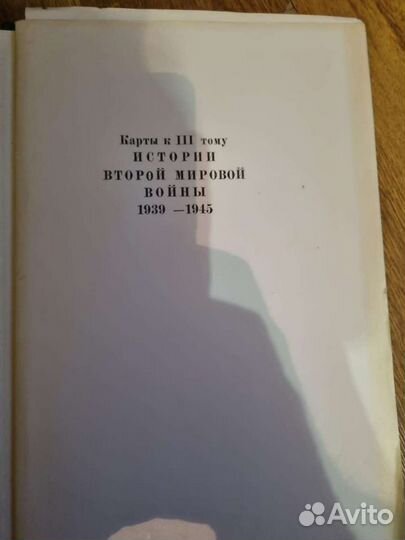 Карты к III тому
ИСТОРИИ
ВТОРОЙ МИРОВОЙ
ВОЙНЫ
1939 — 1945
Avito